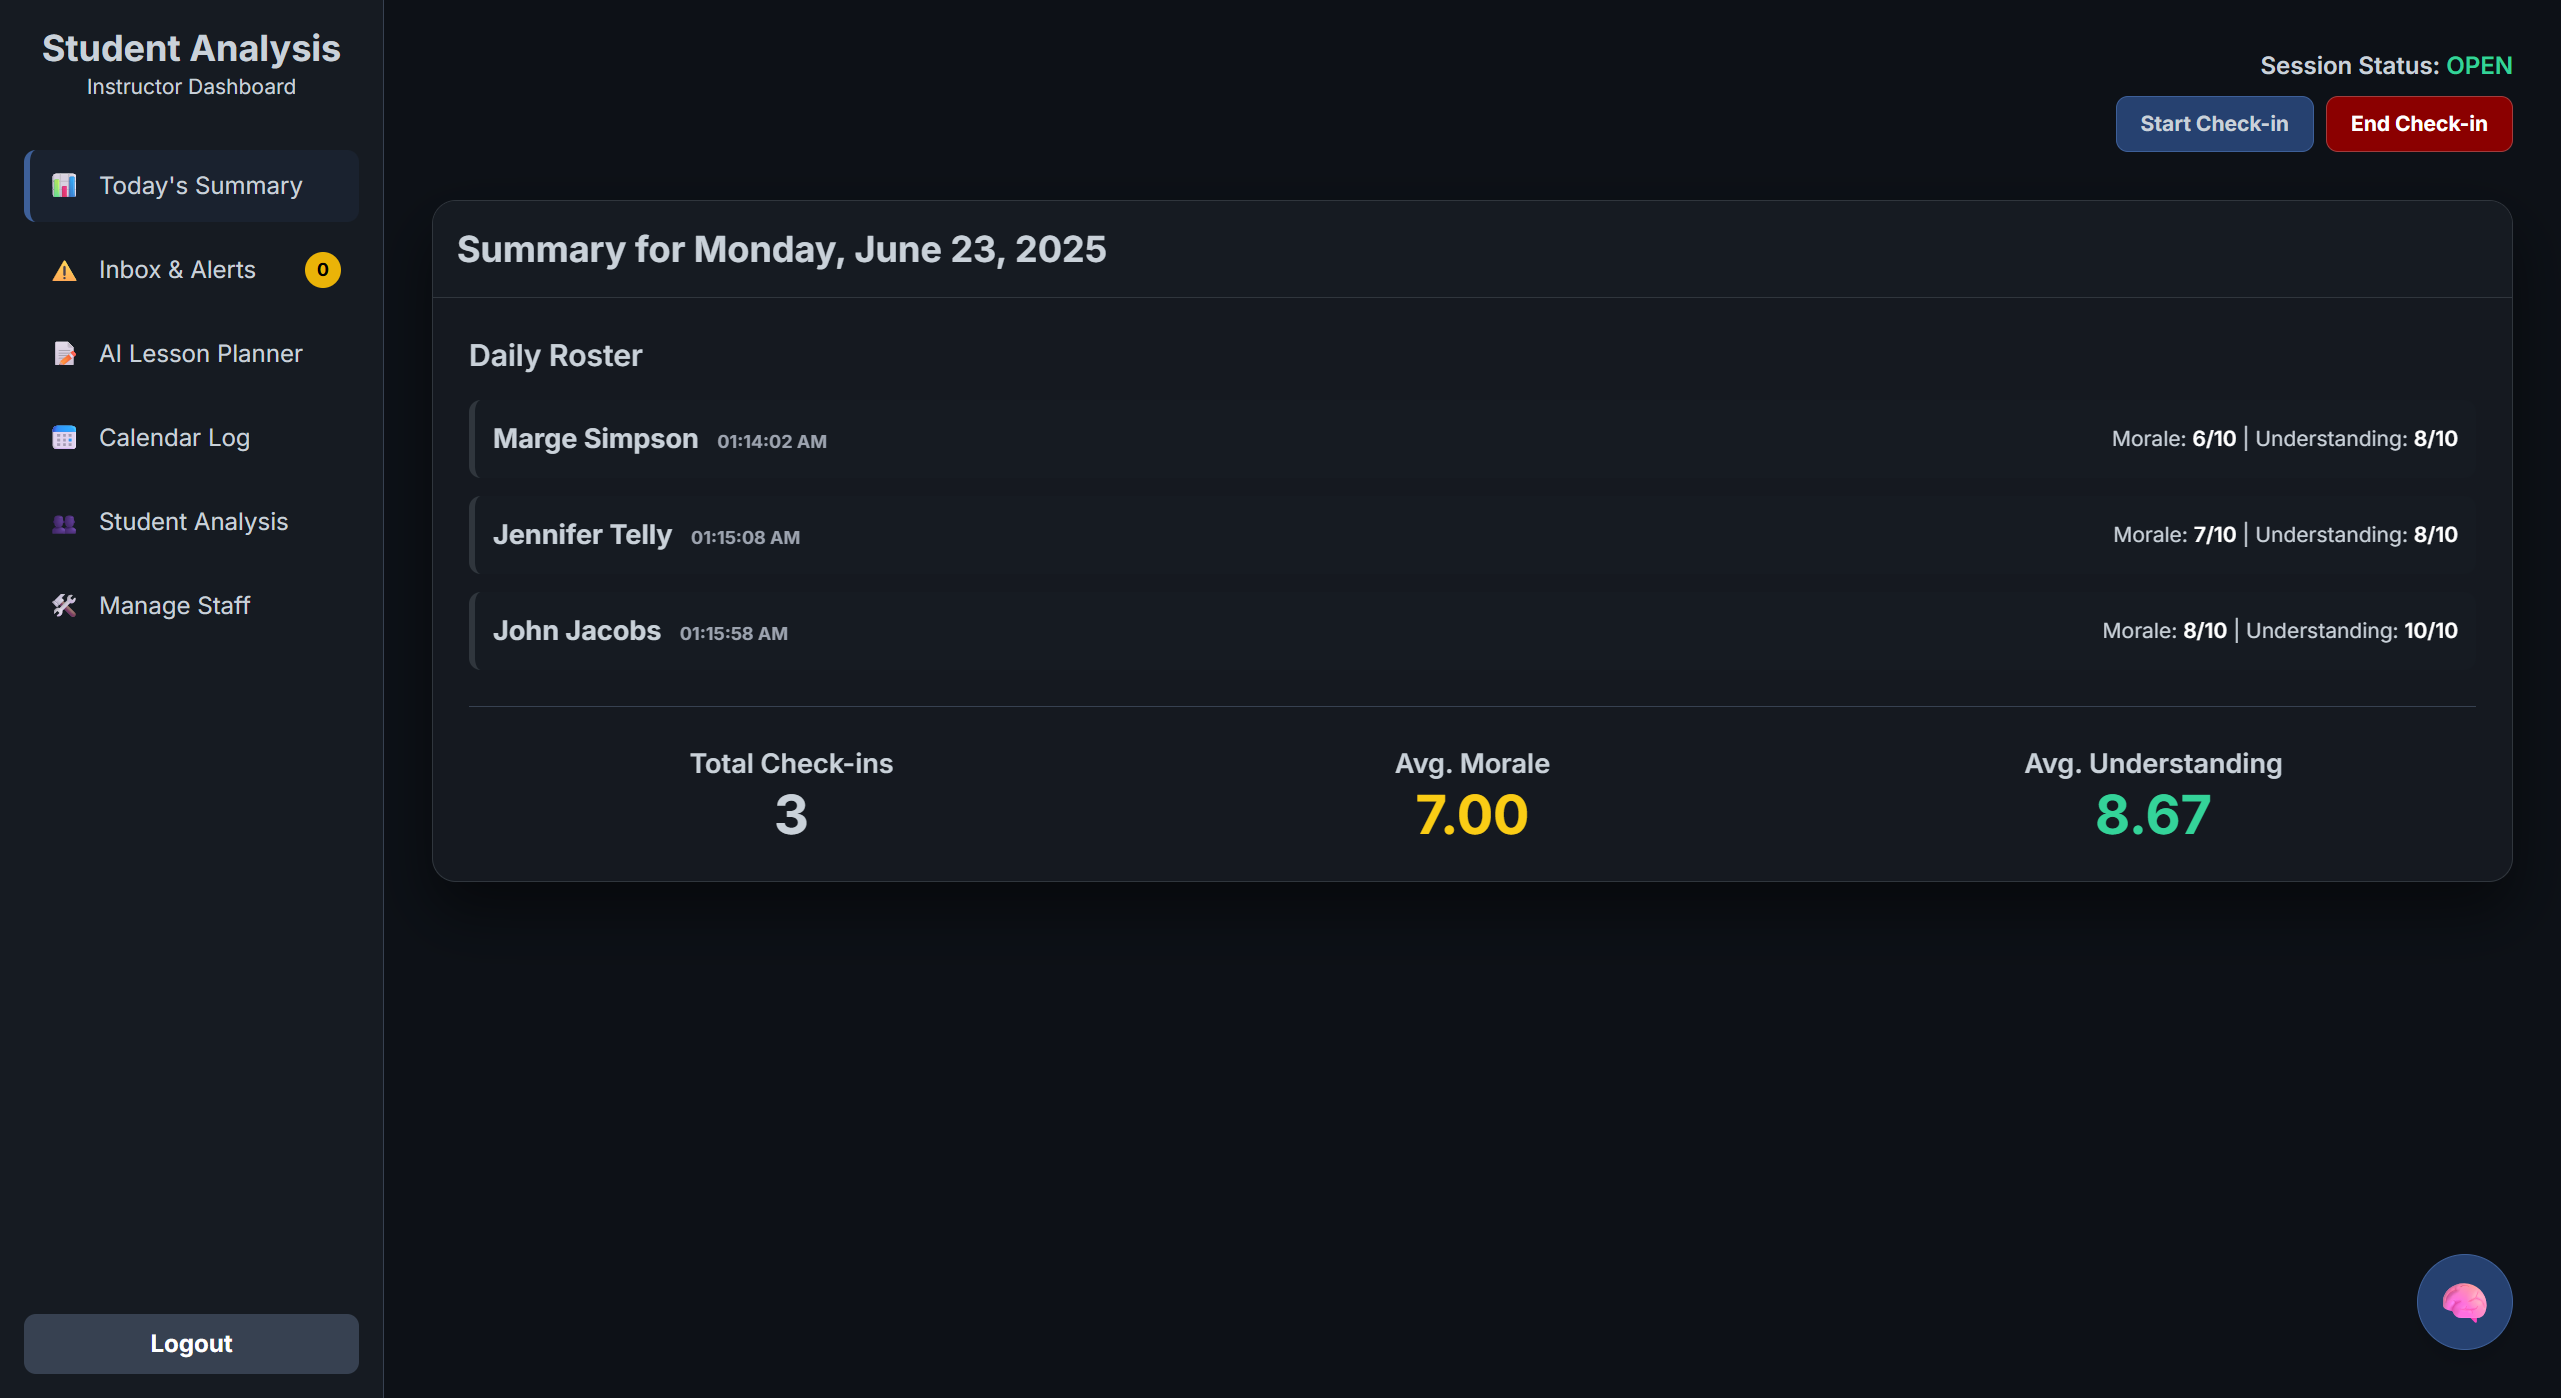 Student Analysis
Instructor Dashboard
Today's Summary
Inbox & Alerts 0
AI Lesson Planner
Calendar Log
Student Analysis
Manage Staff
Logout
Session Status: OPEN
Start Check-in End Check-in
Summary for Monday, June 23, 2025
Daily Roster
Marge Simpson 01:14:02 AM Morale: 6/10 | Understanding: 8/10
Jennifer Telly 01:15:08 AM Morale: 7/10 | Understanding: 8/10
John Jacobs 01:15:58 AM Morale: 8/10 | Understanding: 10/10
Total Check-ins Avg. Morale Avg. Understanding
3 7.00 8.67